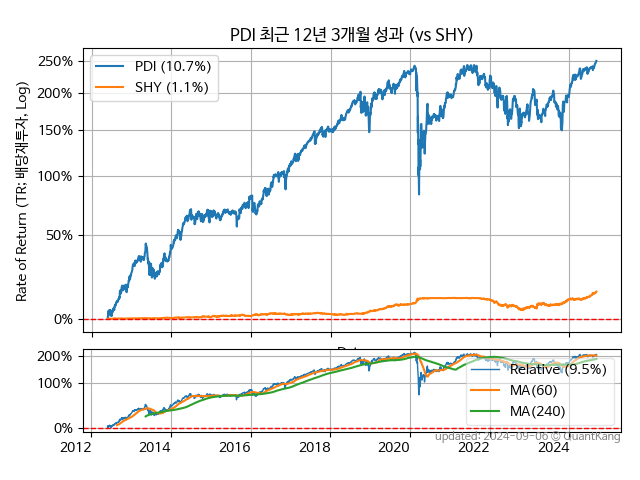 PDI 최근 12년 3개월 성과 (vs SHY)
Rate of Return (TR; 배당재투자, Log)
250%
200%
150%
100%
50%
0%
PDI (10.7%)
SHY (1.1%)
200%
100%
0%
Relative (9.5%)
MA(60)
MA(240)
2012 2014 2016 2018 2020 2022 2024
updated: 2024-09-06 © QuantKang